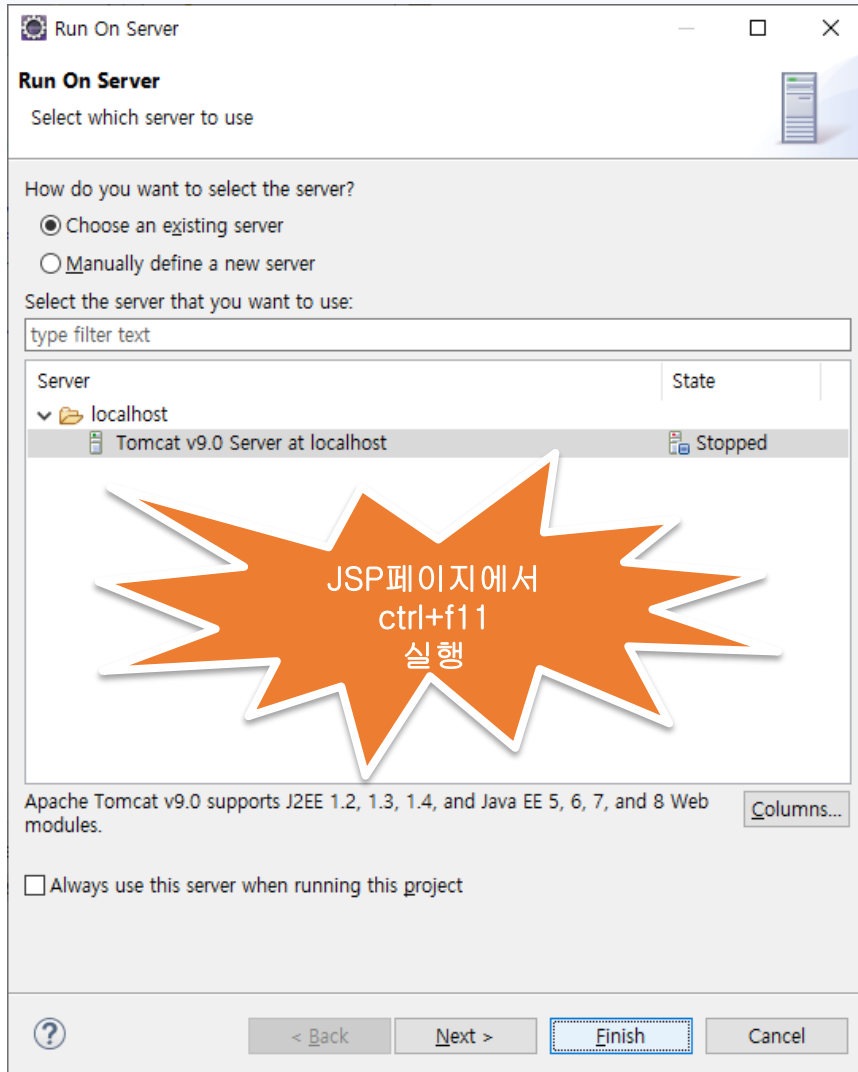 Run On Server
Run On Server
Select which server to use
How do you want to select the server?
Choose an existing server
Manually define a new server
Select the server that you want to use:
type filter text
Server State
localhost
Tomcat v9.0 Server at localhost Stopped
JSP페이지에서
ctrl+f11
실행
Apache Tomcat v9.0 supports J2EE 1.2, 1.3, 1.4, and Java EE 5, 6, 7, and 8 Web
modules.
Columns...
Always use this server when running this project
? < Back Next > Finish Cancel